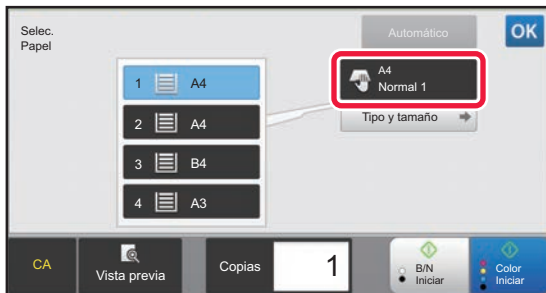 Selec.
Papel
Automático
OK
1 A4
2 A4
3 B4
4 A3
A4
Normal 1
Tipo y tamaño
CA
Vista previa
Copias
1
B/N
Iniciar
Color
Iniciar